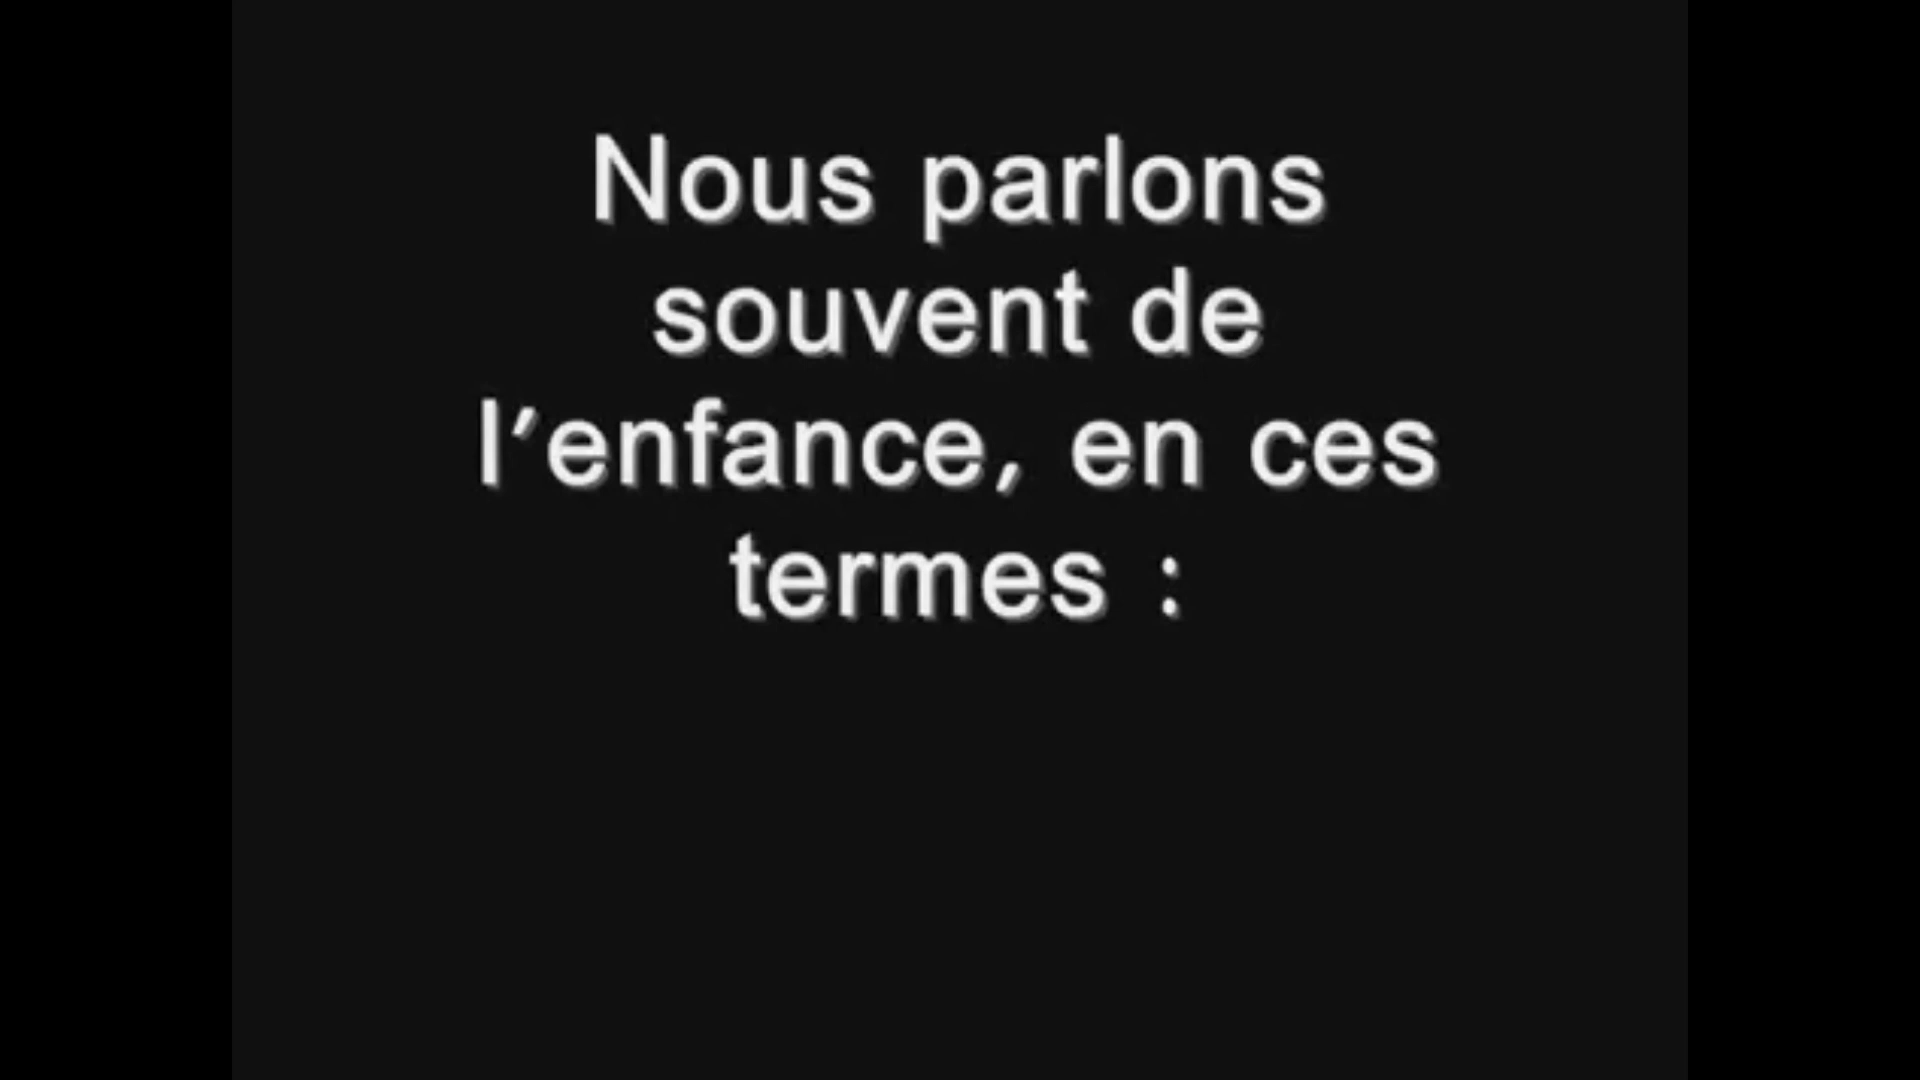 Nous parlons
souvent de
l’enfance, en ces
termes :